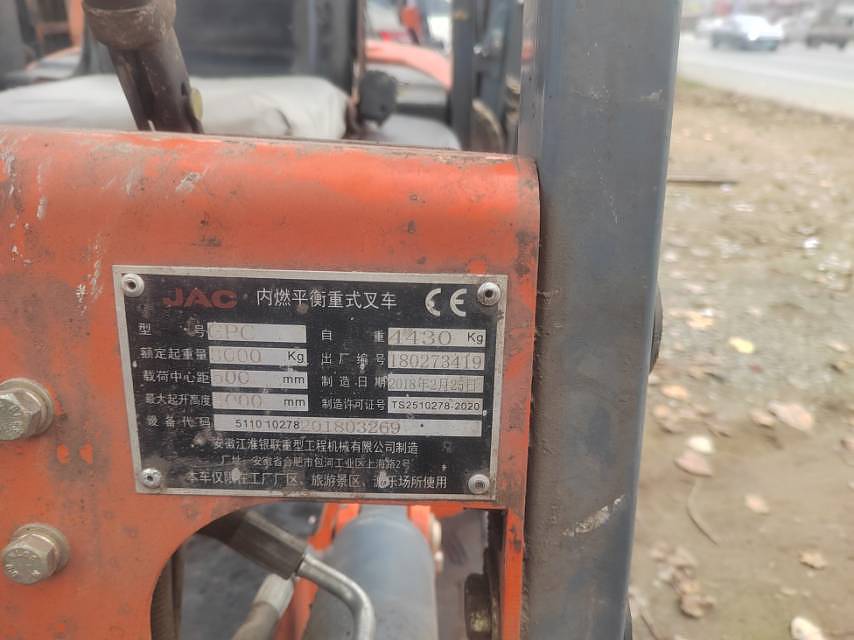 JAC 内燃平衡重式叉车 CE
型 号 CPC 自 重 4430 Kg
额定起重量 3000 Kg 出厂编号 180273419
载荷中心距 500 mm 制造日期 2018年2月25日
最大起升高度 3000 mm 制造许可证号 TS2510278-2020
设备代码 511010278201803269
安徽江淮银联重型工程机械有限公司制造
厂址：安徽省合肥市包河工业区上海路2号
本车仅限在工厂厂区、旅游景区、游乐场所使用